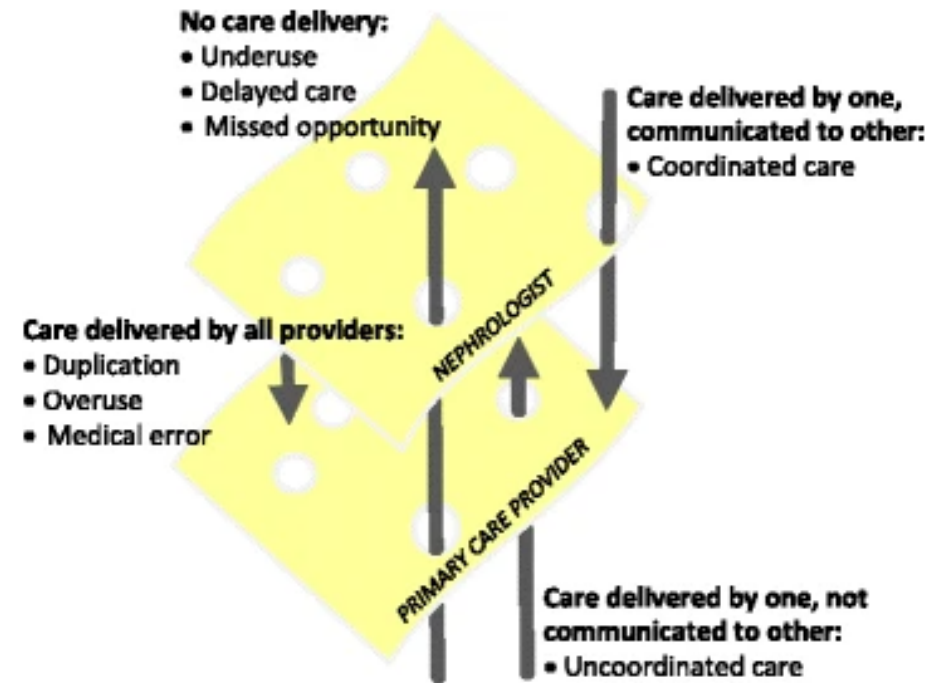 No care delivery:
• Underuse
• Delayed care
• Missed opportunity
Care delivered by one,
communicated to other:
• Coordinated care
NEPHROLOGIST
Care delivered by all providers:
• Duplication
• Overuse
• Medical error
PRIMARY CARE PROVIDER
Care delivered by one, not
communicated to other:
• Uncoordinated care